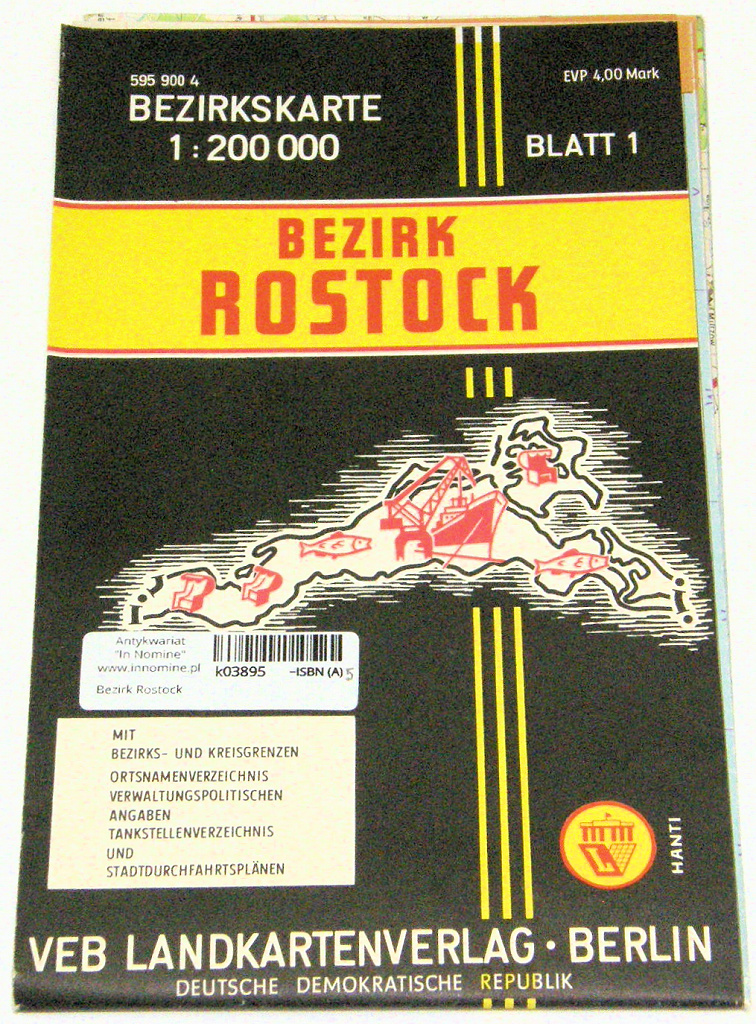 595 900 4
EVP 4,00 Mark
BEZIRKSKARTE
1 : 200 000
BLATT 1
BEZIRK
ROSTOCK
Antykwariat
"In Nomine"
www.innomine.pl
k03895 -ISBN (A) 5
Bezirk Rostock
MIT
BEZIRKS- UND KREISGRENZEN
ORTSNAMENVERZEICHNIS
VERWALTUNGSPOLITISCHEN
ANGABEN
TANKSTELLENVERZEICHNIS
UND
STADTDURCHFAHRTSPLÄNEN
HANTI
VEB LANDKARTENVERLAG · BERLIN
DEUTSCHE DEMOKRATISCHE REPUBLIK